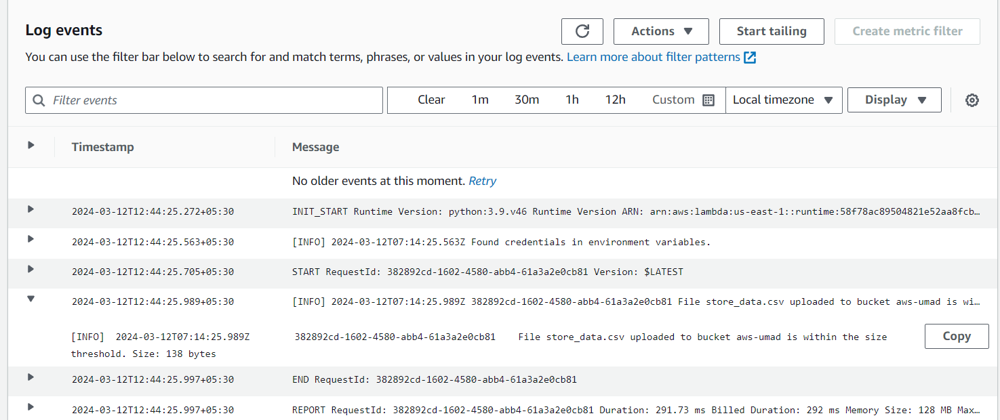 Log events
Actions
Start tailing
Create metric filter
You can use the filter bar below to search for and match terms, phrases, or values in your log events. Learn more about filter patterns
Filter events
Clear 1m 30m 1h 12h Custom
Local timezone
Display
Timestamp Message
No older events at this moment. Retry
2024-03-12T12:44:25.272+05:30 INIT_START Runtime Version: python:3.9.v46 Runtime Version ARN: arn:aws:lambda:us-east-1::runtime:58f78ac89504821e52aa8fcb…
2024-03-12T12:44:25.563+05:30 [INFO] 2024-03-12T07:14:25.563Z Found credentials in environment variables.
2024-03-12T12:44:25.705+05:30 START RequestId: 382892cd-1602-4580-abb4-61a3a2e0cb81 Version: $LATEST
2024-03-12T12:44:25.989+05:30 [INFO] 2024-03-12T07:14:25.989Z 382892cd-1602-4580-abb4-61a3a2e0cb81 File store_data.csv uploaded to bucket aws-umad is wi…
[INFO] 2024-03-12T07:14:25.989Z 382892cd-1602-4580-abb4-61a3a2e0cb81 File store_data.csv uploaded to bucket aws-umad is within the size
threshold. Size: 138 bytes
Copy
2024-03-12T12:44:25.997+05:30 END RequestId: 382892cd-1602-4580-abb4-61a3a2e0cb81
2024-03-12T12:44:25.997+05:30 REPORT RequestId: 382892cd-1602-4580-abb4-61a3a2e0cb81 Duration: 291.73 ms Billed Duration: 292 ms Memory Size: 128 MB Max…